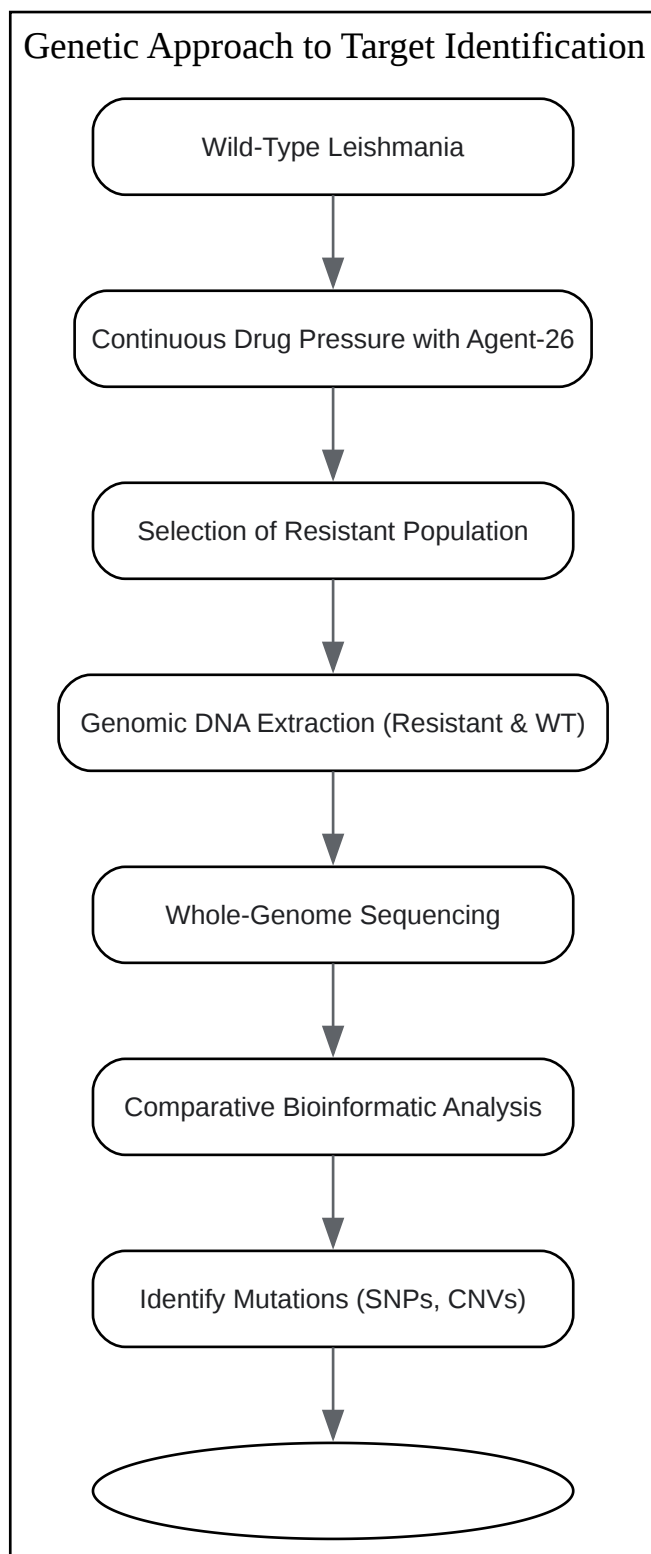 Genetic Approach to Target Identification
Wild-Type Leishmania
Continuous Drug Pressure with Agent-26
Selection of Resistant Population
Genomic DNA Extraction (Resistant & WT)
Whole-Genome Sequencing
Comparative Bioinformatic Analysis
Identify Mutations (SNPs, CNVs)